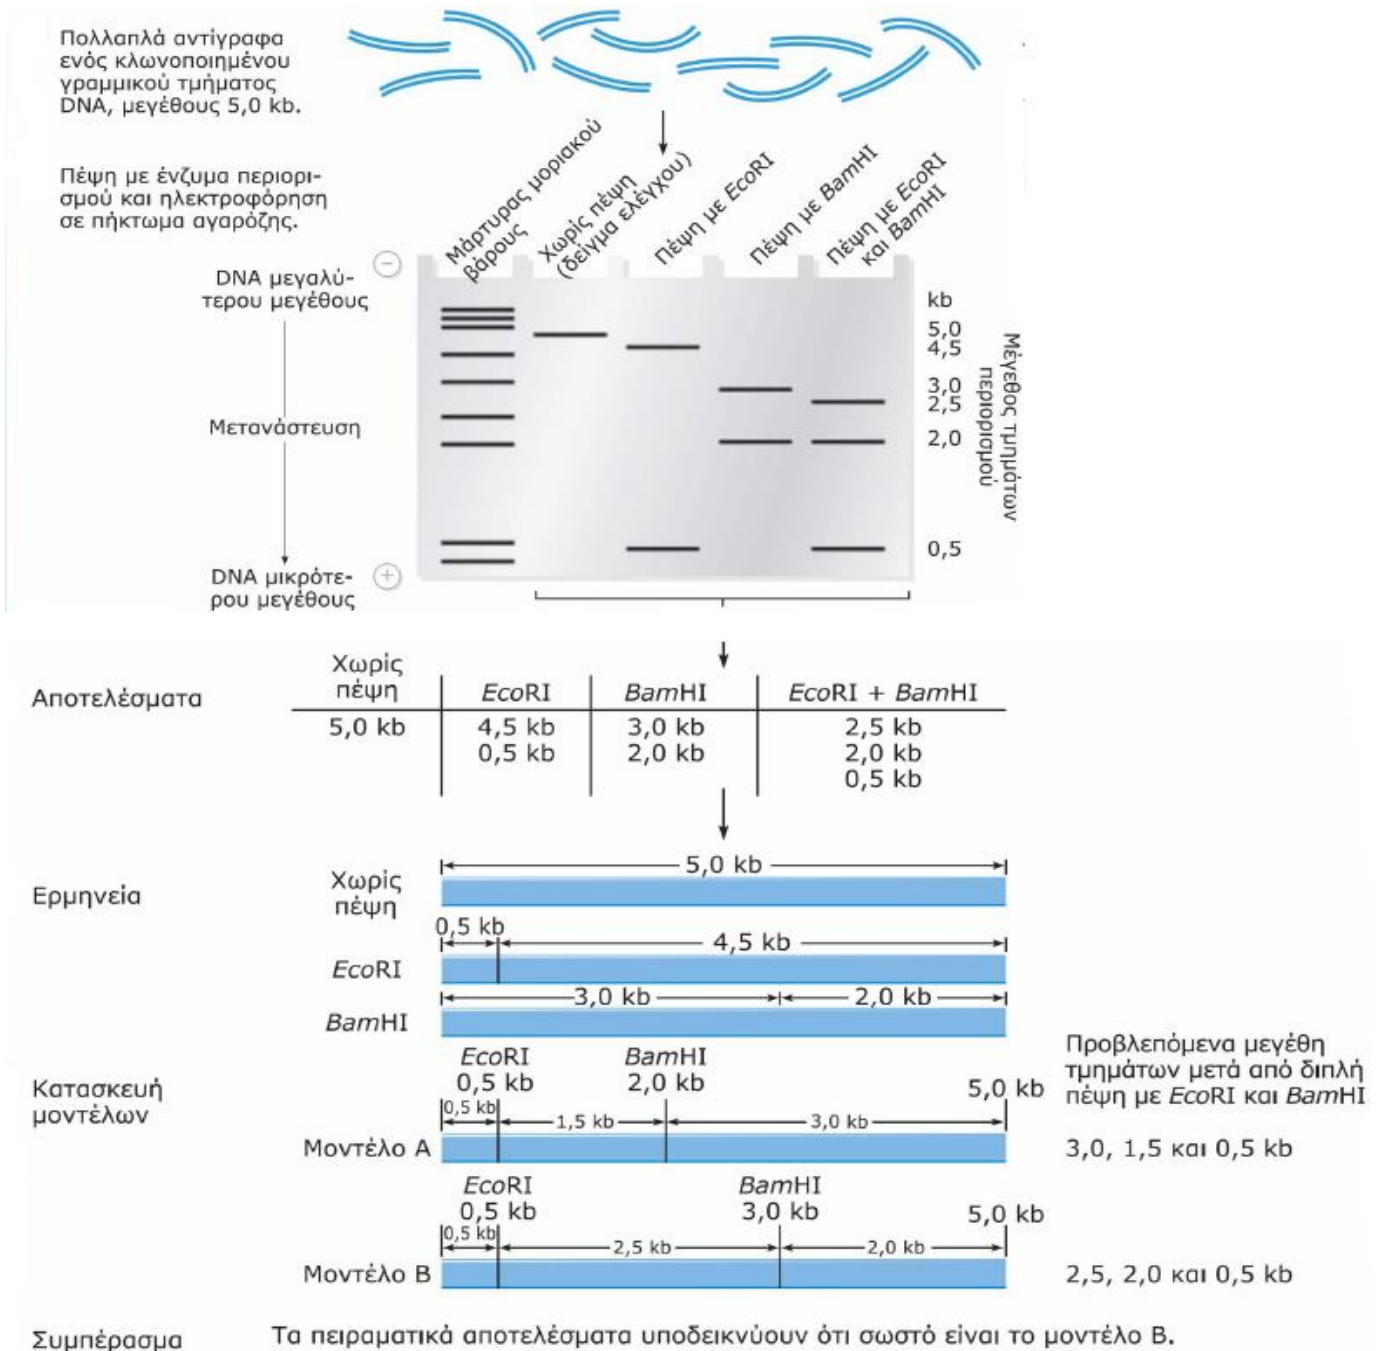 Πολλαπλά αντίγραφα
ενός κλωνοποιημένου
γραμμικού τμήματος
DNA, μεγέθους 5,0 kb.
Πέψη με ένζυμα περιορι-
σμού και ηλεκτροφόρηση
σε πήκτωμα αγαρόζης.
Μάρτυρας μοριακού
βάρους
Χωρίς πέψη
(δείγμα ελέγχου)
Πέψη με EcoRI
Πέψη με BamHI
Πέψη με EcoRI
και BamHI
−
DNA μεγαλύ-
τερου μεγέθους
Μετανάστευση
DNA μικρότε-
ρου μεγέθους
+
kb
5,0
4,5
3,0
2,5
2,0
0,5
Μέγεθος τμημάτων
περιορισμού
Αποτελέσματα
Χωρίς
πέψη EcoRI BamHI EcoRI + BamHI
5,0 kb 4,5 kb 3,0 kb 2,5 kb
0,5 kb 2,0 kb 2,0 kb
0,5 kb
Ερμηνεία
5,0 kb
Χωρίς
πέψη
0,5 kb 4,5 kb
EcoRI
3,0 kb 2,0 kb
BamHI
Κατασκευή
μοντέλων
EcoRI BamHI
0,5 kb 2,0 kb 5,0 kb
0,5 kb 1,5 kb 3,0 kb
Μοντέλο Α
Προβλεπόμενα μεγέθη
τμημάτων μετά από διπλή
πέψη με EcoRI και BamHI
3,0, 1,5 και 0,5 kb
EcoRI BamHI
0,5 kb 3,0 kb 5,0 kb
0,5 kb 2,5 kb 2,0 kb
Μοντέλο Β 2,5, 2,0 και 0,5 kb
Συμπέρασμα Τα πειραματικά αποτελέσματα υποδεικνύουν ότι σωστό είναι το μοντέλο Β.